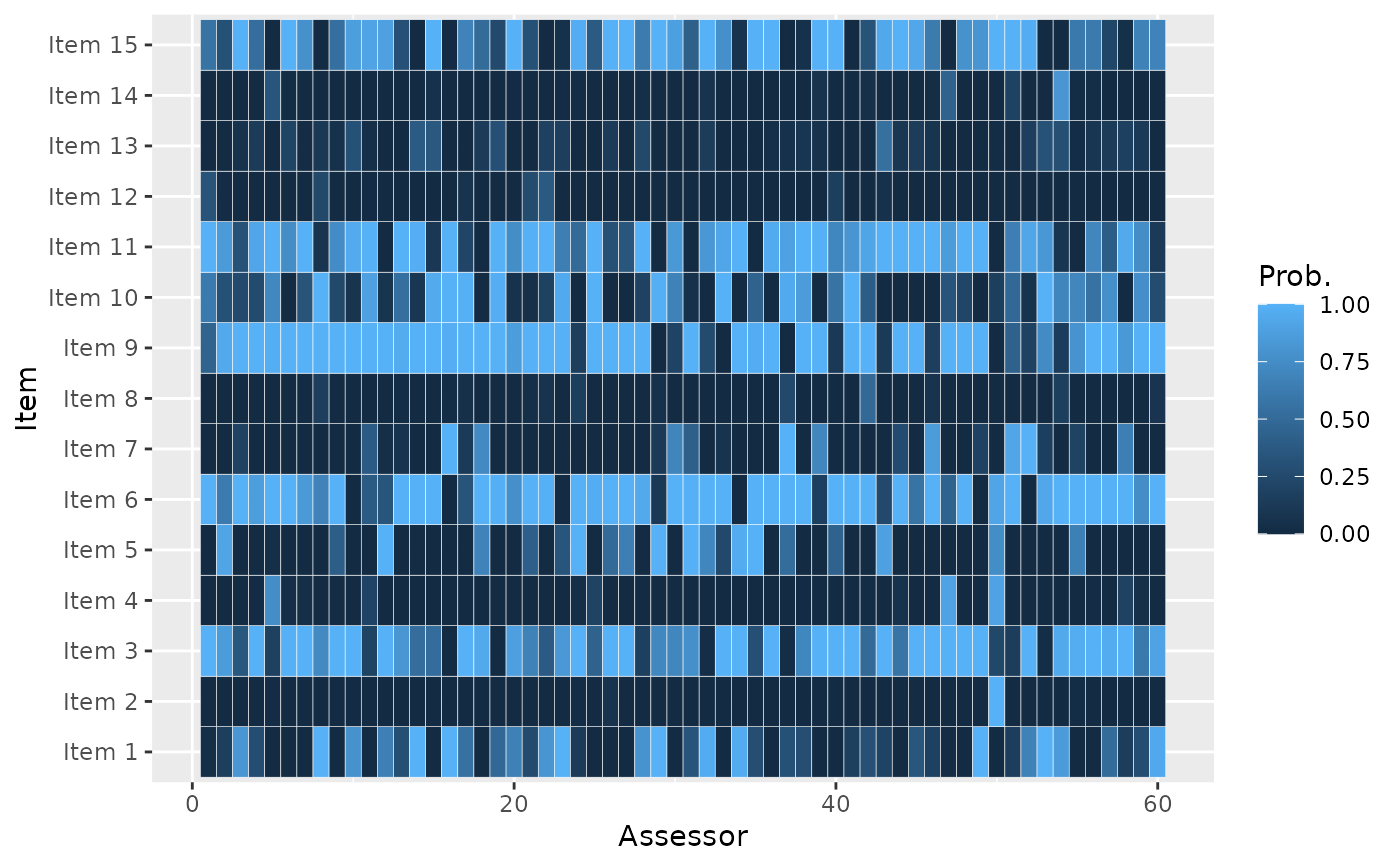 Item 15
Item 14
Item 13
Item 12
Item 11
Item 10
Item 9
Item 8
Item 7
Item 6
Item 5
Item 4
Item 3
Item 2
Item 1
Item
0
20
40
60
Assessor
Prob.
1.00
0.75
0.50
0.25
0.00